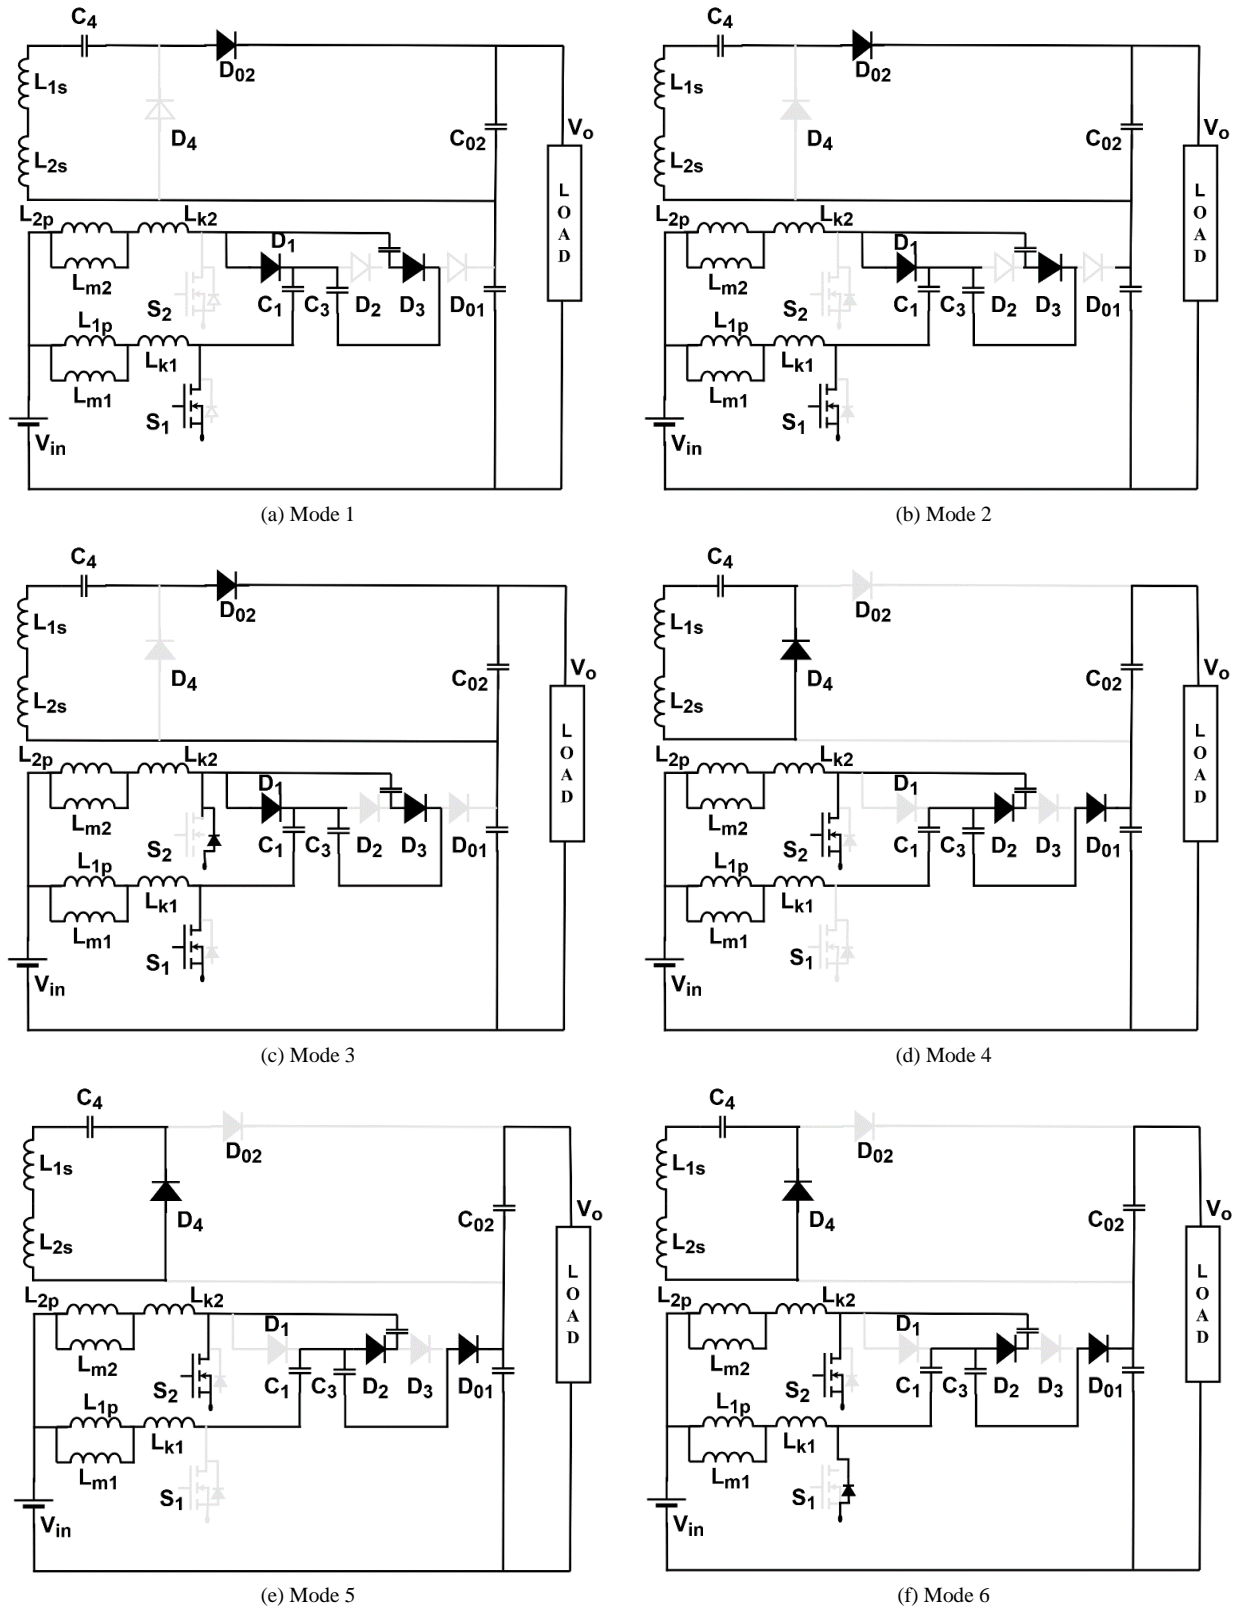 C4
D02
L1s
D4
C02
Vo
L2s
LOAD
L2p
Lk2
D1
Lm2
S2
C1 C3 D2 D3 D01
L1p
Lk1
Lm1
S1
Vin
(a) Mode 1
C4
D02
L1s
D4
C02
Vo
L2s
LOAD
L2p
Lk2
D1
Lm2
S2
C1 C3 D2 D3 D01
L1p
Lk1
Lm1
S1
Vin
(b) Mode 2
C4
D02
L1s
D4
C02
Vo
L2s
LOAD
L2p
Lk2
D1
Lm2
S2
C1 C3 D2 D3 D01
L1p
Lk1
Lm1
S1
Vin
(c) Mode 3
C4
D02
L1s
D4
C02
Vo
L2s
LOAD
L2p
Lk2
D1
Lm2
S2
C1 C3 D2 D3 D01
L1p
Lk1
Lm1
S1
Vin
(d) Mode 4
C4
D02
L1s
D4
C02
Vo
L2s
LOAD
L2p
Lk2
D1
Lm2
S2
C1 C3 D2 D3 D01
L1p
Lk1
Lm1
S1
Vin
(e) Mode 5
C4
D02
L1s
D4
C02
Vo
L2s
LOAD
L2p
Lk2
D1
Lm2
S2
C1 C3 D2 D3 D01
L1p
Lk1
Lm1
S1
Vin
(f) Mode 6